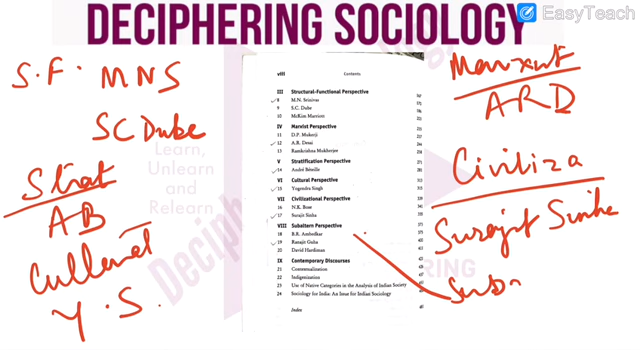 DECIPHERING SOCIOLOGY
EasyTeach
S.F. MNS
SC Dube
Strat
AB
Cultural
Y.S.
Learn,
Unlearn
and
Relearn
viii Contents
III Structural-Functional Perspective
8 M.N. Srinivas
9 S.C. Dube
10 McKim Marriott
IV Marxist Perspective
11 D.P. Mukerji
12 A.R. Desai
13 Ramkrishna Mukherjee
V Stratification Perspective
14 André Béteille
VI Cultural Perspective
15 Yogendra Singh
VII Civilizational Perspective
16 N.K. Bose
17 Surajit Sinha
VIII Subaltern Perspective
18 B.R. Ambedkar
19 Ranajit Guha
20 David Hardiman
IX Contemporary Discourses
21 Contextualization
22 Indigenization
23 Use of Native Categories in the Analysis of Indian Society
24 Sociology for India: An Issue for Indian Sociology
Index
Marxist
ARD
Civiliza
Surajit Sinha
Sub